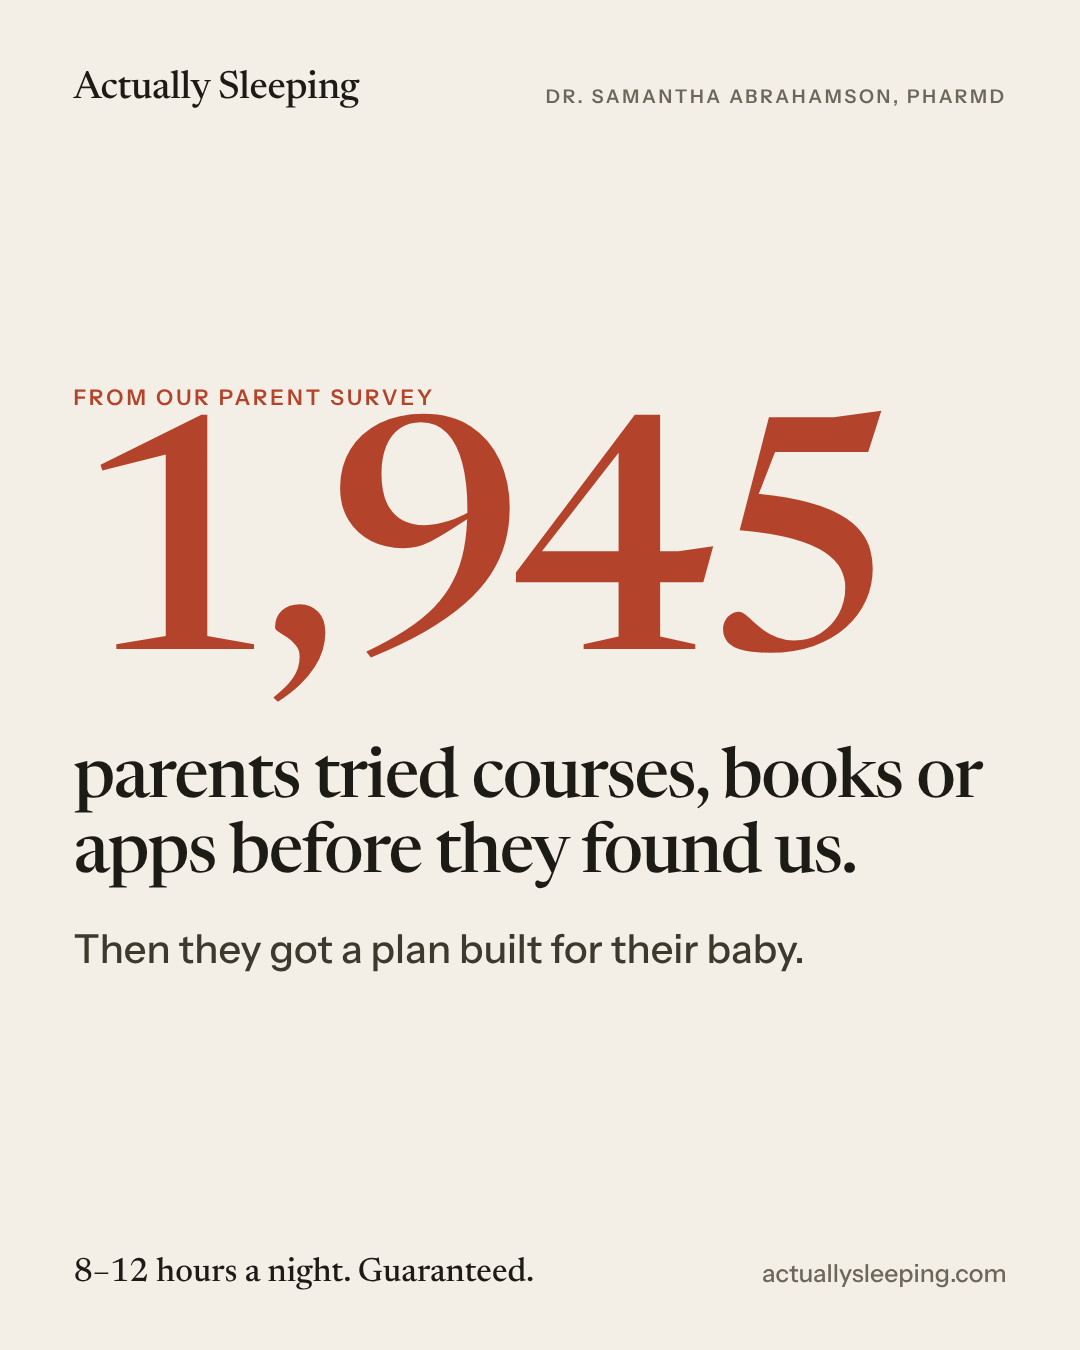 Actually Sleeping
DR. SAMANTHA ABRAHAMSON, PHARMD
FROM OUR PARENT SURVEY
1,945
parents tried courses, books or
apps before they found us.
Then they got a plan built for their baby.
8–12 hours a night. Guaranteed.
actuallysleeping.com